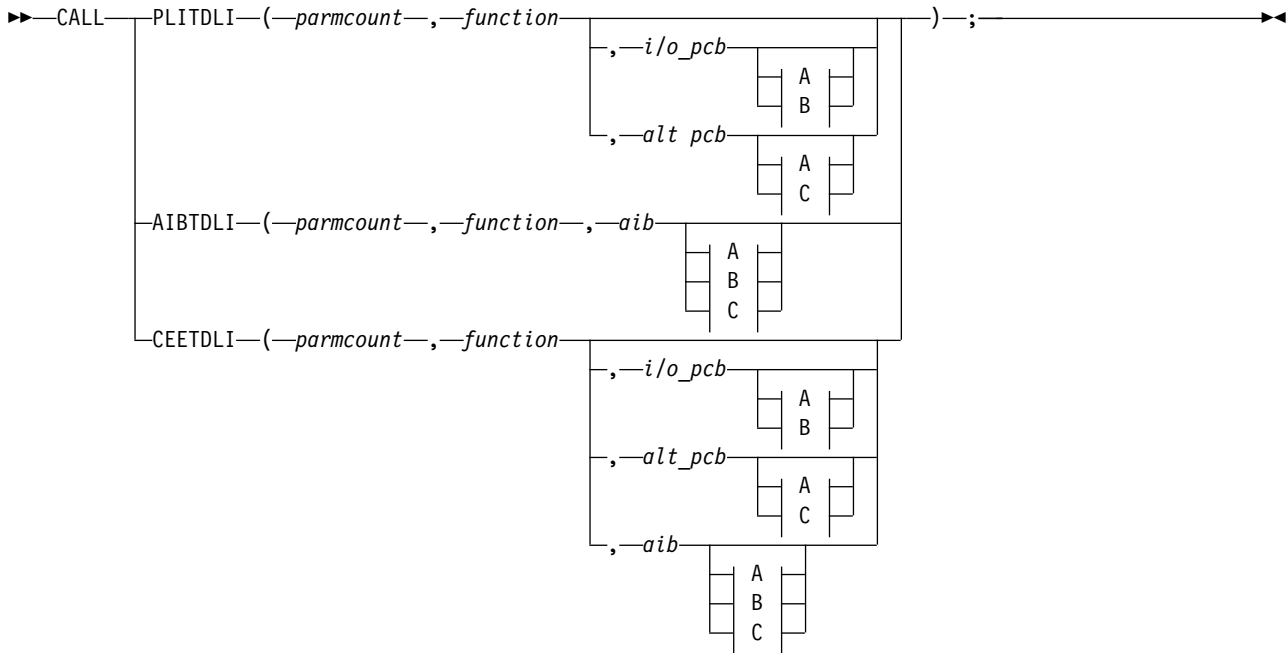 CALL PLITDLI ( parmcount , function ) ;
, i/o_pcb
A
B
, alt pcb
A
C
AIBTDLI ( parmcount , function , aib
A
B
C
CEETDLI ( parmcount , function
, i/o_pcb
A
B
, alt_pcb
A
C
, aib
A
B
C